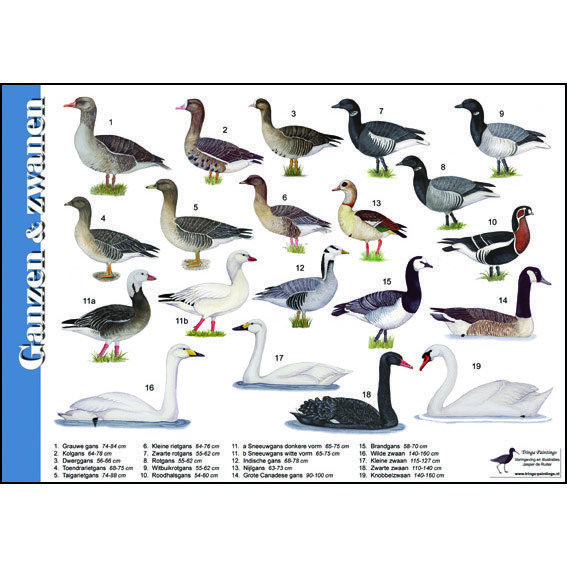 Ganzen & zwanen
1
2
3
7
9
8
4
5
6
13
10
11a
11b
12
15
14
16
17
18
19
1. Grauwe gans 74-84 cm
2. Kolgans 64-78 cm
3. Dwerggans 56-66 cm
4. Toendrarietgans 68-75 cm
5. Taigarietgans 74-88 cm
6. Kleine rietgans 64-76 cm
7. Zwarte rotgans 55-62 cm
8. Rotgans 55-62 cm
9. Witbuikrotgans 55-62 cm
10. Roodhalsgans 54-60 cm
11. a Sneeuwgans donkere vorm 65-75 cm
11. b Sneeuwgans witte vorm 65-75 cm
12. Indische gans 68-78 cm
13. Nijlgans 63-73 cm
14. Grote Canadese gans 90-100 cm
15. Brandgans 58-70 cm
16. Wilde zwaan 140-160 cm
17. Kleine zwaan 115-127 cm
18. Zwarte zwaan 110-140 cm
19. Knobbelzwaan 140-160 cm
Tringa Paintings
Vormgeving en illustraties
Jasper de Ruiter
www.tringa-paintings.nl